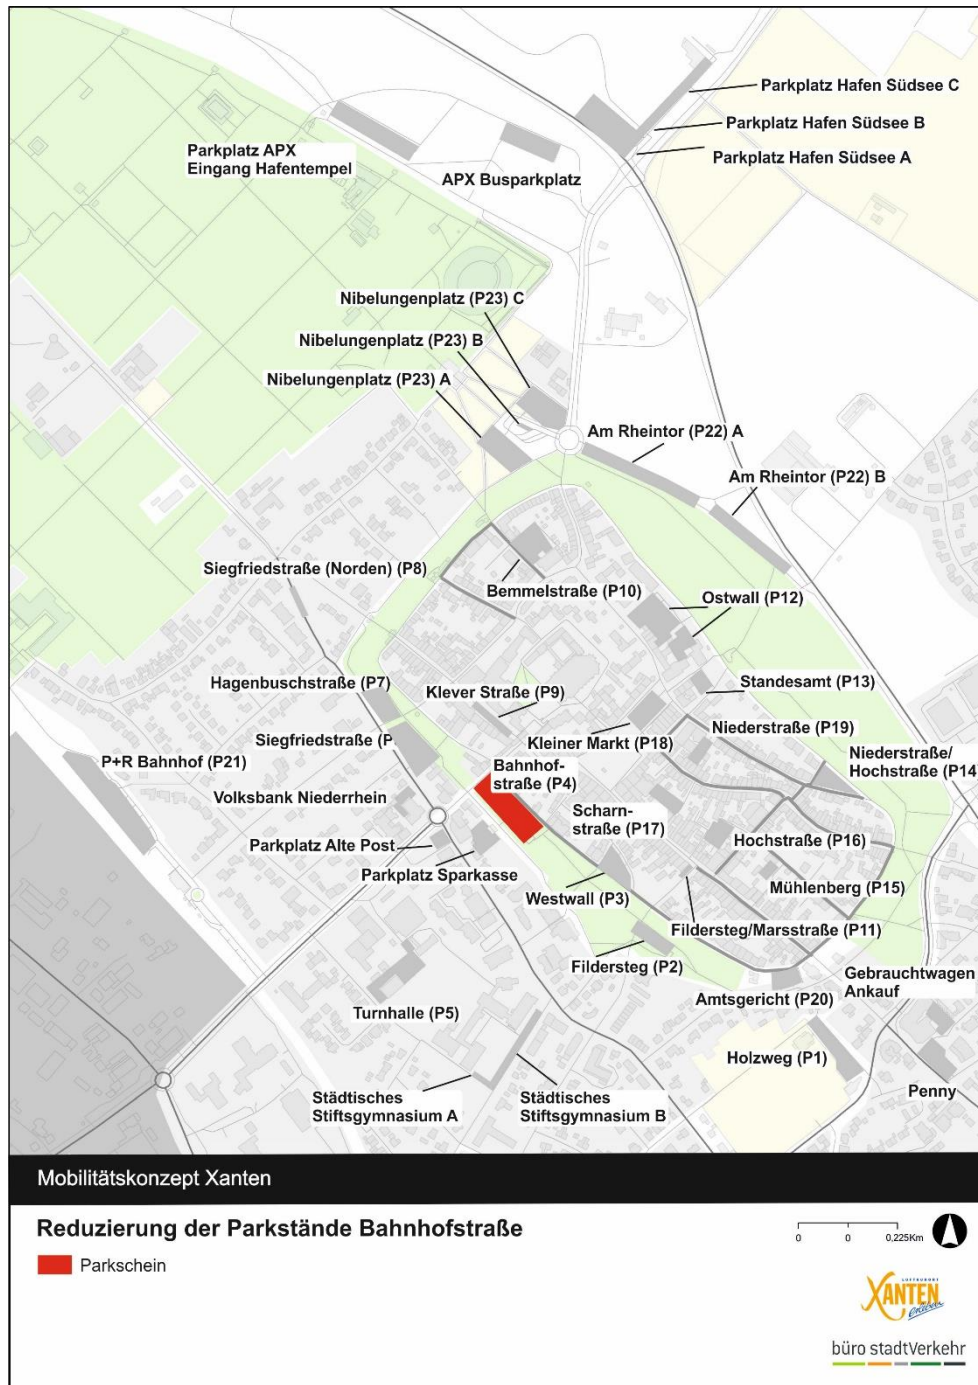 Parkplatz Hafen Südsee C
Parkplatz Hafen Südsee B
Parkplatz Hafen Südsee A
Parkplatz APX
Eingang Hafentempel
APX Busparkplatz
Nibelungenplatz (P23) C
Nibelungenplatz (P23) B
Nibelungenplatz (P23) A
Am Rheintor (P22) A
Am Rheintor (P22) B
Siegfriedstraße (Norden) (P8)
Bemmelstraße (P10)
Ostwall (P12)
Hagenbuschstraße (P7)
Klever Straße (P9)
Standesamt (P13)
Niederstraße (P19)
Siegfriedstraße (P
Kleiner Markt (P18)
Niederstraße/
Hochstraße (P14
P+R Bahnhof (P21)
Bahnhof-
straße (P4)
Volksbank Niederrhein
Scharn-
straße (P17)
Parkplatz Alte Post
Hochstraße (P16)
Parkplatz Sparkasse
Westwall (P3)
Mühlenberg (P15)
Fildersteg/Marsstraße (P11)
Fildersteg (P2)
Gebrauchtwagen
Ankauf
Amtsgericht (P20)
Turnhalle (P5)
Holzweg (P1)
Städtisches
Stiftsgymnasium A
Städtisches
Stiftsgymnasium B
Penny
Mobilitätskonzept Xanten
Reduzierung der Parkstände Bahnhofstraße
Parkschein
0 0 0,225Km
LUFTKURORT
XANTEN
erleben
büro stadtVerkehr